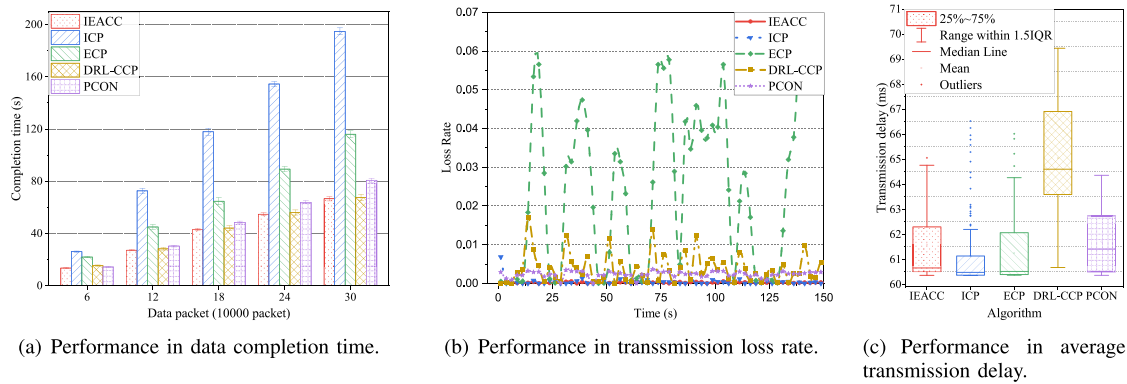 IEACC
ICP
ECP
DRL-CCP
PCON
Completion time (s)
200
160
120
80
40
0
6 12 18 24 30
Data packet (10000 packet)
(a) Performance in data completion time.
IEACC
ICP
ECP
DRL-CCP
PCON
Loss Rate
0.07
0.06
0.05
0.04
0.03
0.02
0.01
0.00
0 25 50 75 100 125 150
Time (s)
(b) Performance in transsmission loss rate.
25%~75%
Range within 1.5IQR
Median Line
Mean
Outliers
Transmission delay (ms)
71
70
69
68
67
66
65
64
62
61
60
IEACC ICP ECP DRL-CCP PCON
Algorithm
(c) Performance in average
transmission delay.